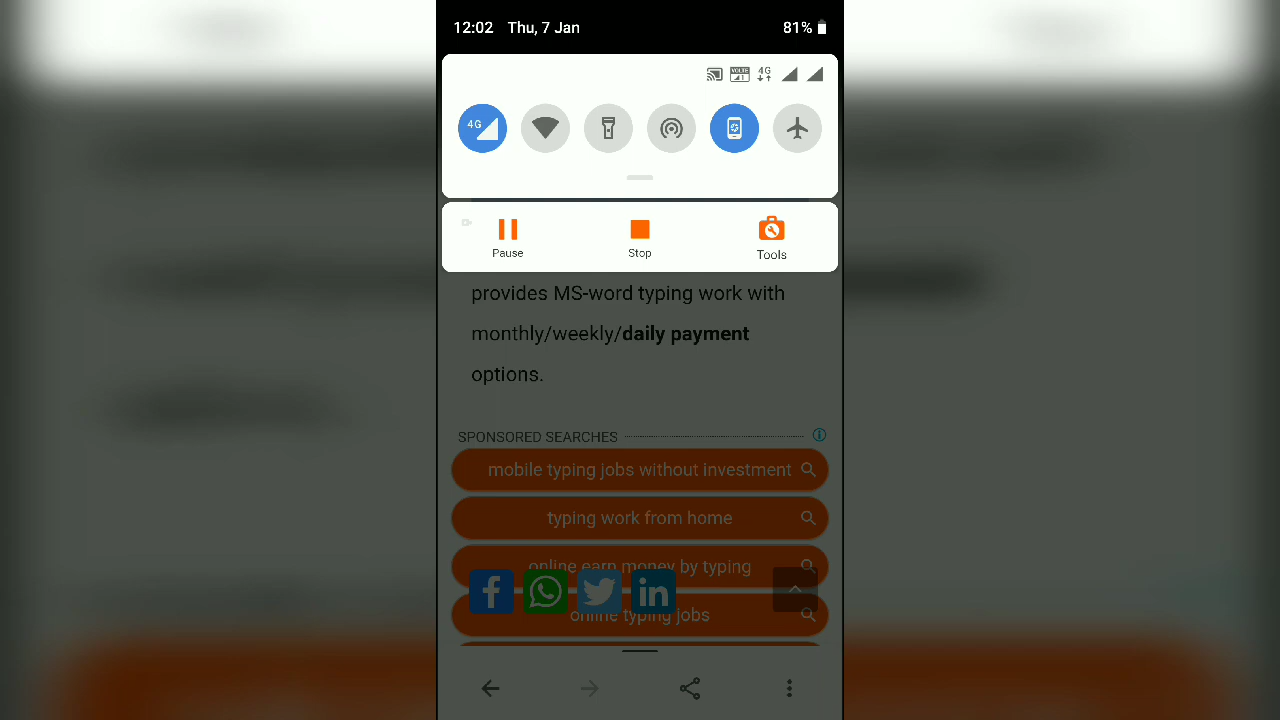 12:02 Thu, 7 Jan 81%
VOLTE 4G
4G
Pause Stop Tools
provides MS-word typing work with
monthly/weekly/daily payment
options.
SPONSORED SEARCHES
mobile typing jobs without investment
typing work from home
online earn money by typing
online typing jobs